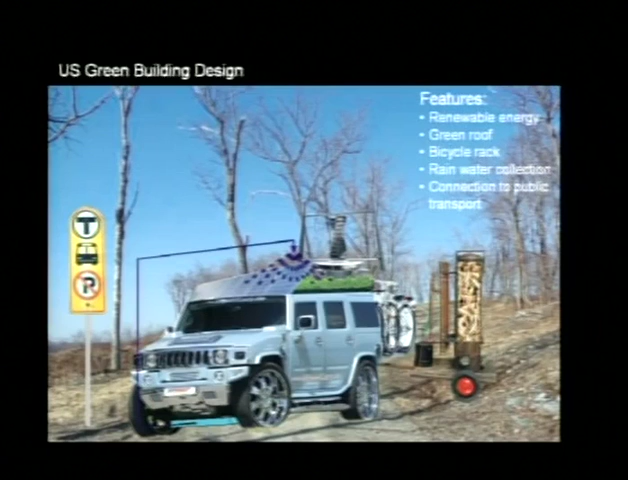 US Green Building Design
Features:
• Renewable energy
• Green roof
• Bicycle rack
• Rain water collection
• Connection to public
transport
T
P